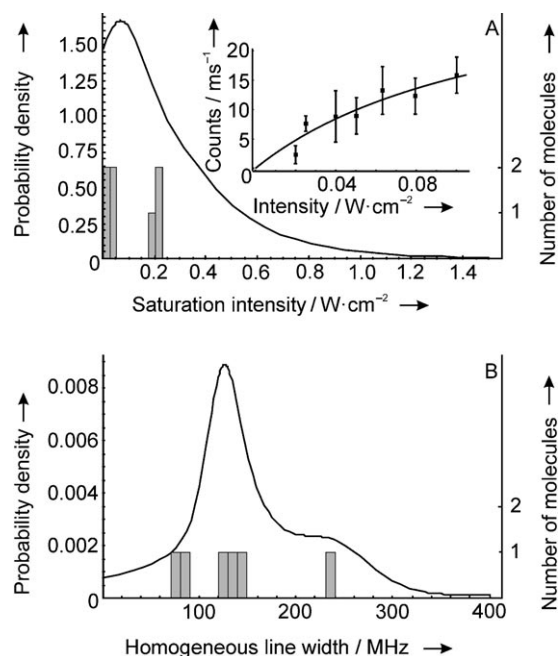 A
Probability density →
1.50
1.25
1.00
0.75
0.50
0.25
0
0 0.2 0.4 0.6 0.8 1.0 1.2 1.4
Saturation intensity / W·cm⁻² →
Number of molecules →
2
1
Counts / ms⁻¹ →
20
15
10
5
0
0.04 0.08
Intensity / W·cm⁻² →
B
Probability density →
0.008
0.006
0.004
0.002
0
100 200 300 400
Homogeneous line width / MHz →
Number of molecules →
2
1